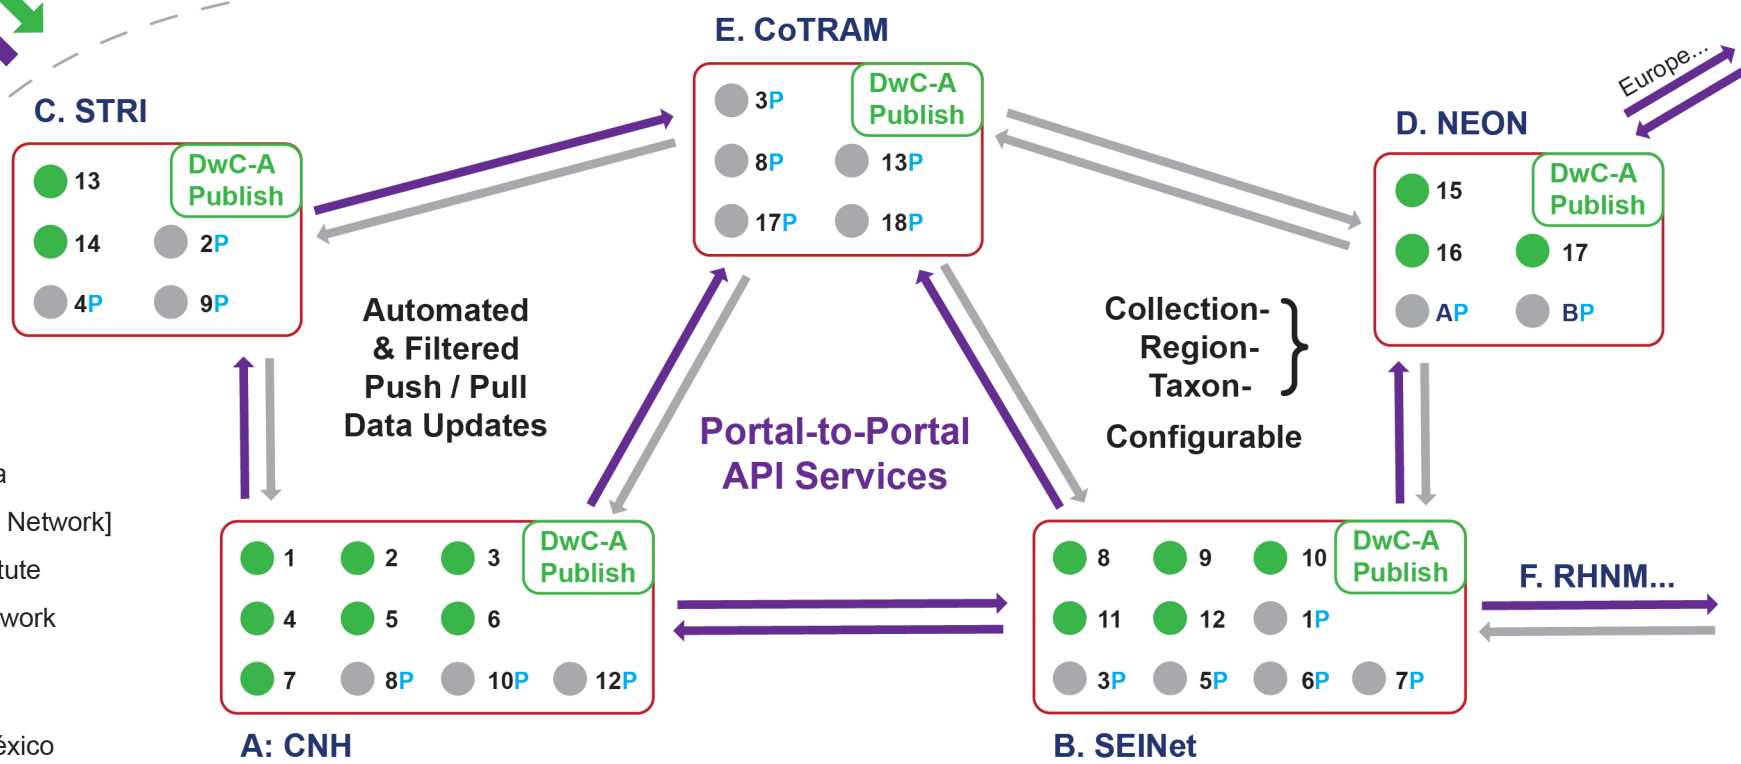 E. CoTRAM
3P
DwC-A
Publish
8P
13P
17P
18P
C. STRI
13
DwC-A
Publish
14
2P
4P
9P
D. NEON
Europe...
15
DwC-A
Publish
16
17
AP
BP
Automated
& Filtered
Push / Pull
Data Updates
Collection-
Region-
Taxon-
Configurable
Portal-to-Portal
API Services
a
Network]
tute
work
éxico
1
2
3
DwC-A
Publish
4
5
6
7
8P
10P
12P
A: CNH
8
9
10
DwC-A
Publish
11
12
1P
3P
5P
6P
7P
B. SEINet
F. RHNM...